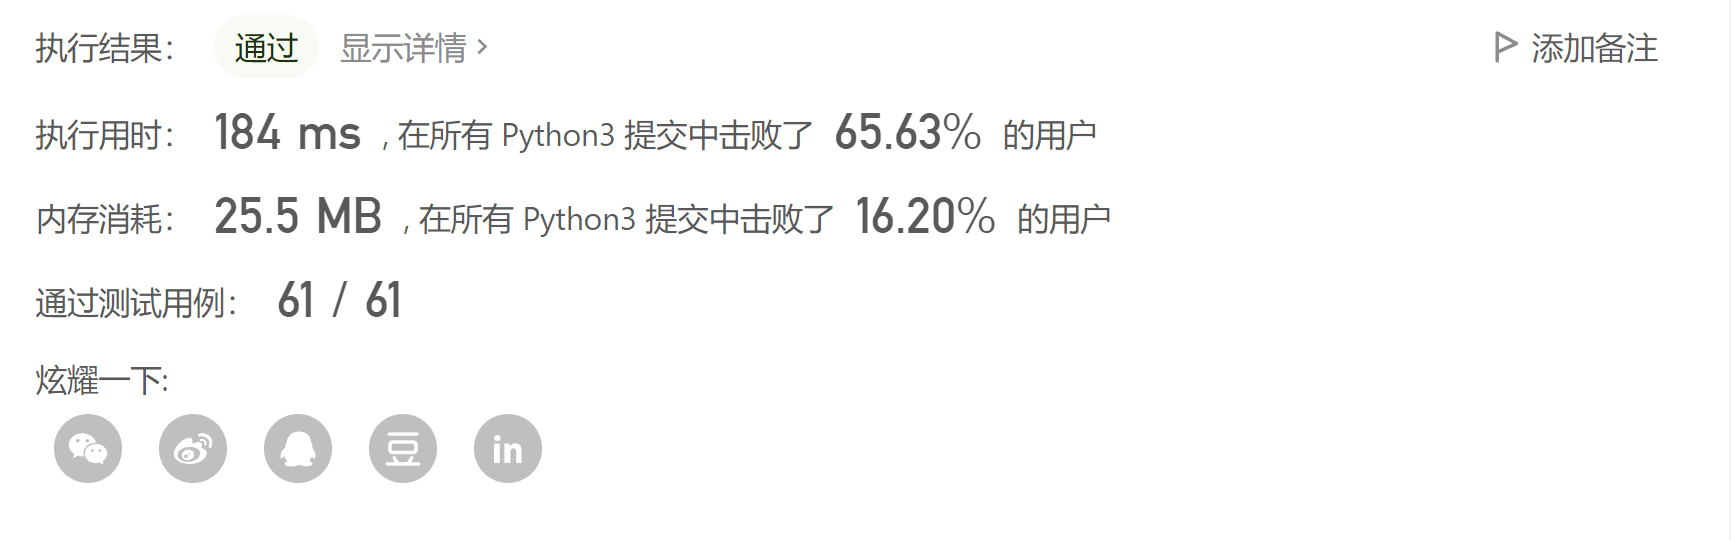 执行结果： 通过 显示详情 > 添加备注
执行用时： 184 ms , 在所有 Python3 提交中击败了 65.63% 的用户
内存消耗： 25.5 MB , 在所有 Python3 提交中击败了 16.20% 的用户
通过测试用例： 61 / 61
炫耀一下:
豆 in